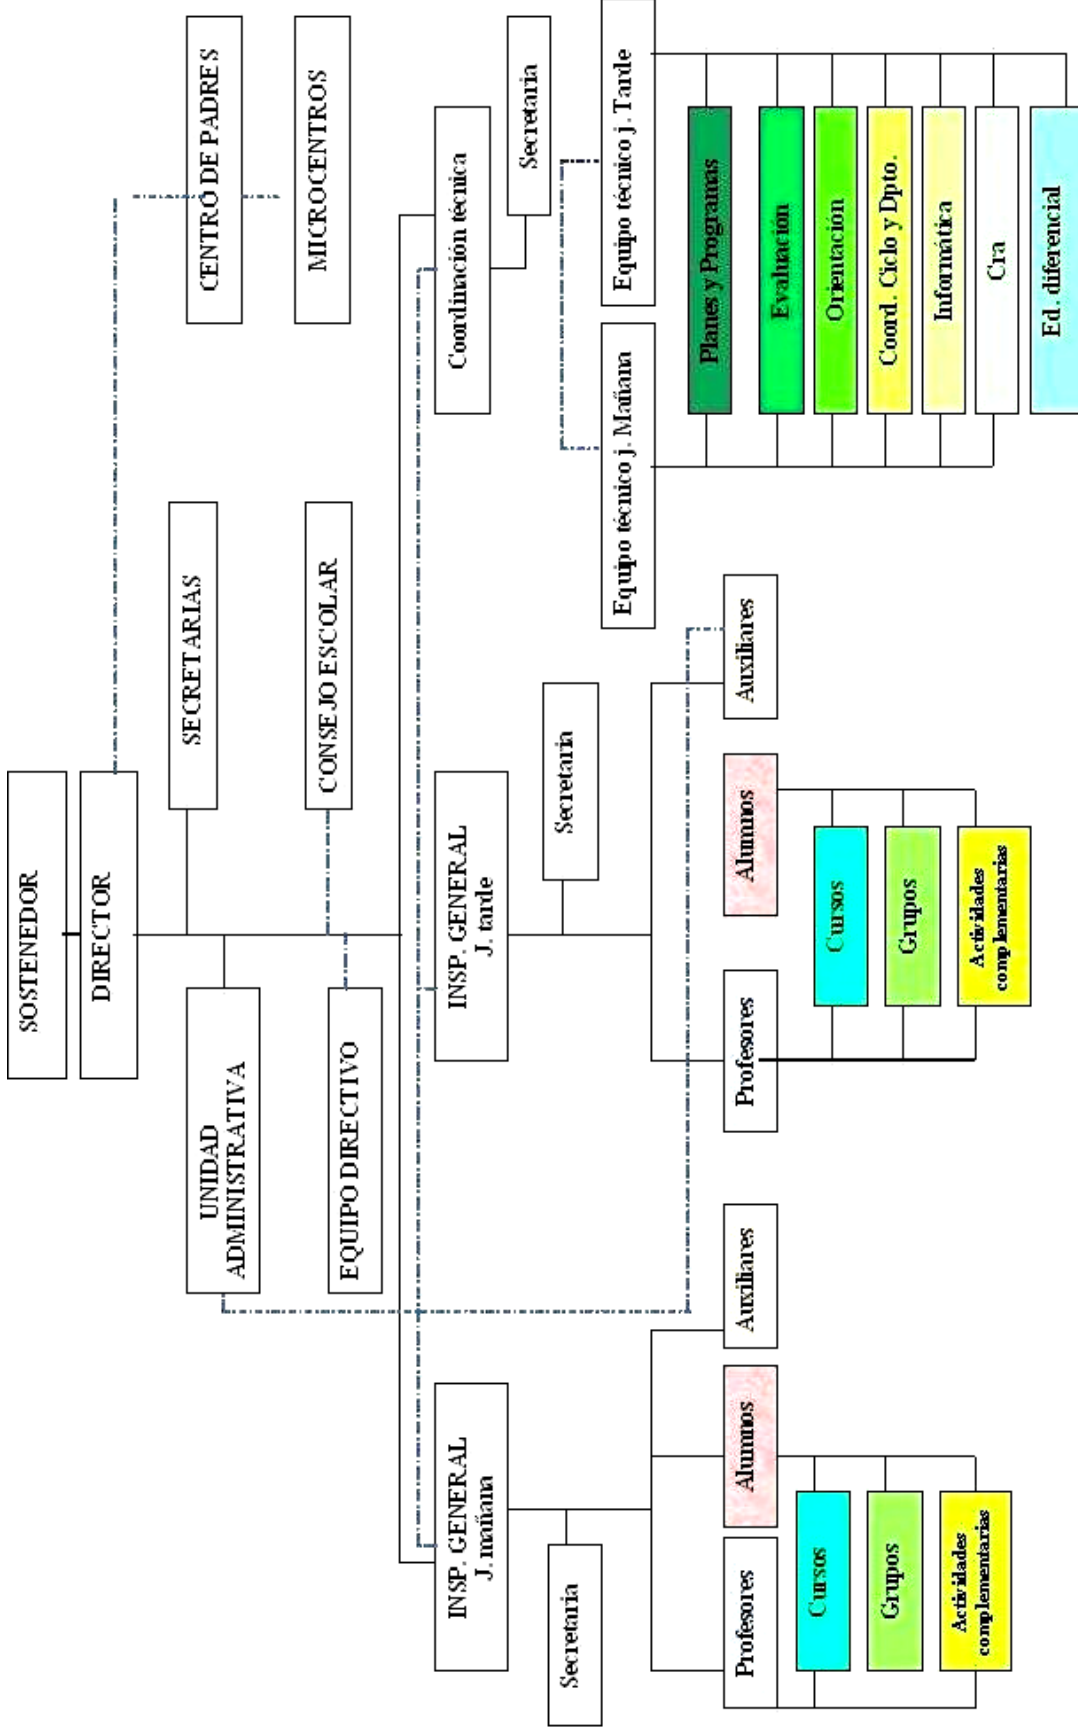 SOSTENEDOR
DIRECTOR
CENTRO DE PADRES
MICROCENTROS
SECRETARIAS
UNIDAD
ADMINISTRATIVA
CONSEJO ESCOLAR
EQUIPO DIRECTIVO
INSP. GENERAL
J. mañana
INSP. GENERAL
J. tarde
Coordinación técnica
Secretaria
Secretaria
Secretaria
Equipo técnico j. Mañana
Equipo técnico j. Tarde
Profesores
Alumnos
Auxiliares
Cursos
Grupos
Actividades
complementarias
Profesores
Alumnos
Auxiliares
Cursos
Grupos
Actividades
complementarias
Planes y Programas
Evaluación
Orientación
Coord. Ciclo y Dpto.
Informática
Cra
Ed. diferencial